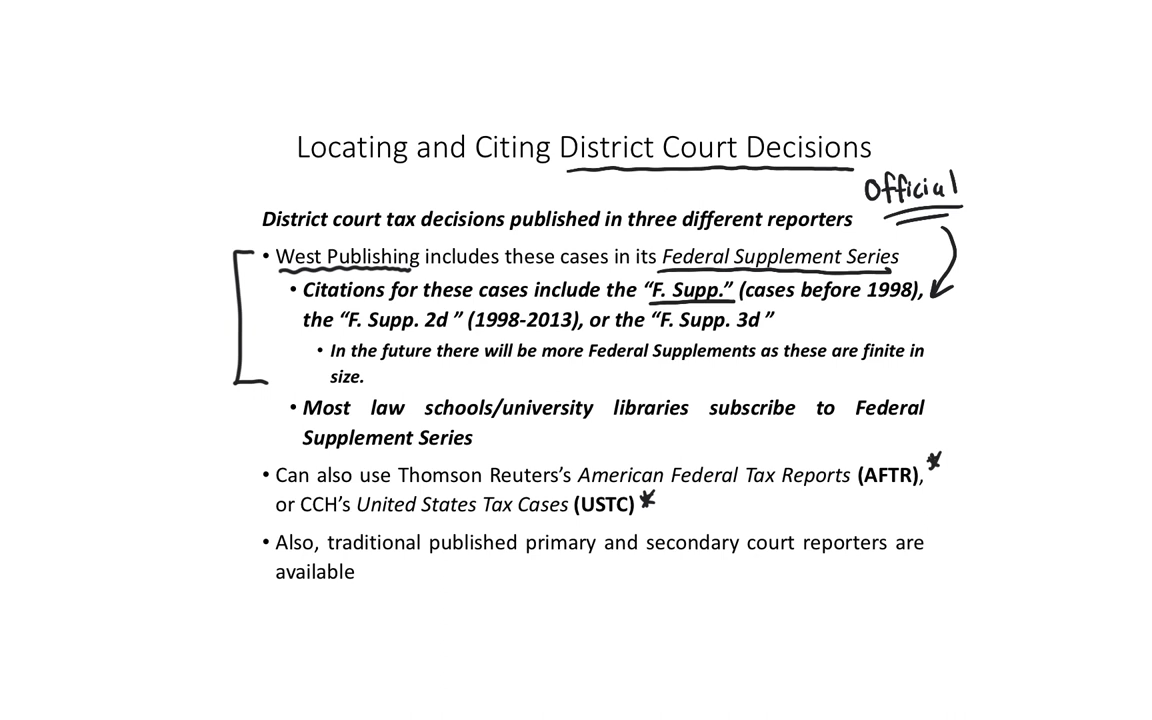 Locating and Citing District Court Decisions
Official
District court tax decisions published in three different reporters
• West Publishing includes these cases in its Federal Supplement Series
• Citations for these cases include the “F. Supp.” (cases before 1998),
the “F. Supp. 2d ” (1998-2013), or the “F. Supp. 3d ”
• In the future there will be more Federal Supplements as these are finite in
size.
• Most law schools/university libraries subscribe to Federal
Supplement Series
• Can also use Thomson Reuters’s American Federal Tax Reports (AFTR),
or CCH’s United States Tax Cases (USTC)
• Also, traditional published primary and secondary court reporters are
available